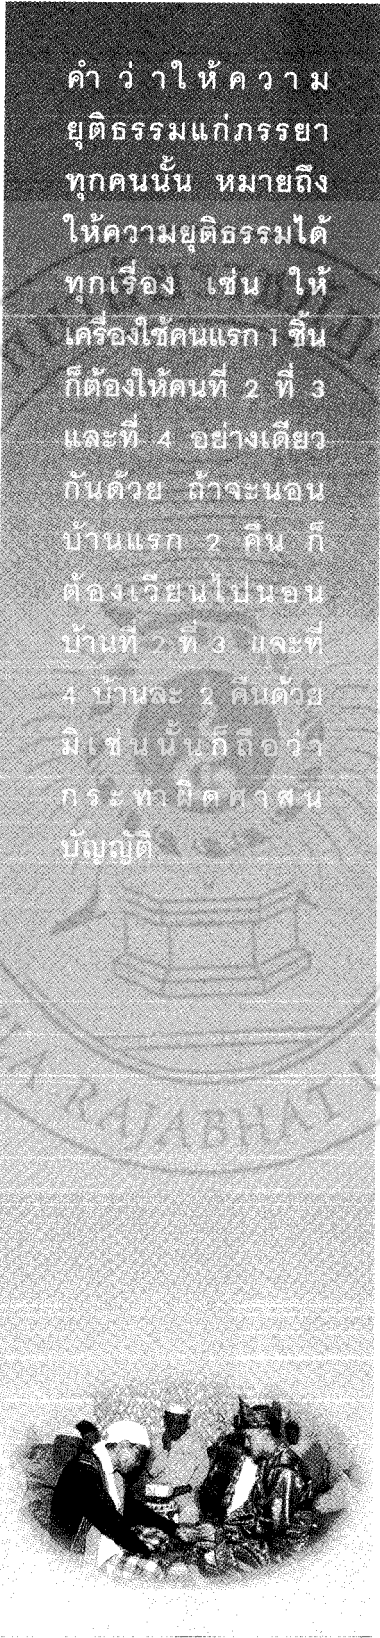 คำว่าให้ความ
ยุติธรรมแก่ภรรยา
ทุกคนนั้น หมายถึง
ให้ความยุติธรรมได้
ทุกเรื่อง เช่น ให้
เครื่องใช้คนแรก 1 ชิ้น
ก็ต้องให้คนที่ 2 ที่ 3
และที่ 4 อย่างเดียว
กันด้วย ถ้าจะนอน
บ้านแรก 2 คืน ก็
ต้องเวียนไปนอน
บ้านที่ 2 ที่ 3 และที่
4 บ้านละ 2 คืนด้วย
มิเช่นนั้นก็ถือว่า
กระทำผิดศาสน
บัญญัติ
RAJABHAT